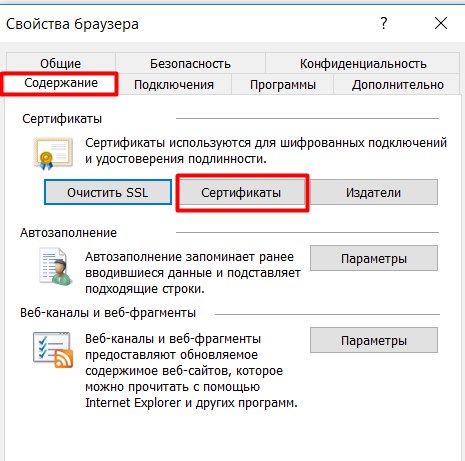 Свойства браузера
? ×
Общие Безопасность Конфиденциальность
Содержание Подключения Программы Дополнительно
Сертификаты
Сертификаты используются для шифрованных подключений
и удостоверения подлинности.
Очистить SSL Сертификаты Издатели
Автозаполнение
Автозаполнение запоминает ранее
вводившиеся данные и подставляет
подходящие строки.
Параметры
Веб-каналы и веб-фрагменты
Веб-каналы и веб-фрагменты
предоставляют обновляемое
содержимое веб-сайтов, которое
можно прочитать с помощью
Internet Explorer и других программ.
Параметры